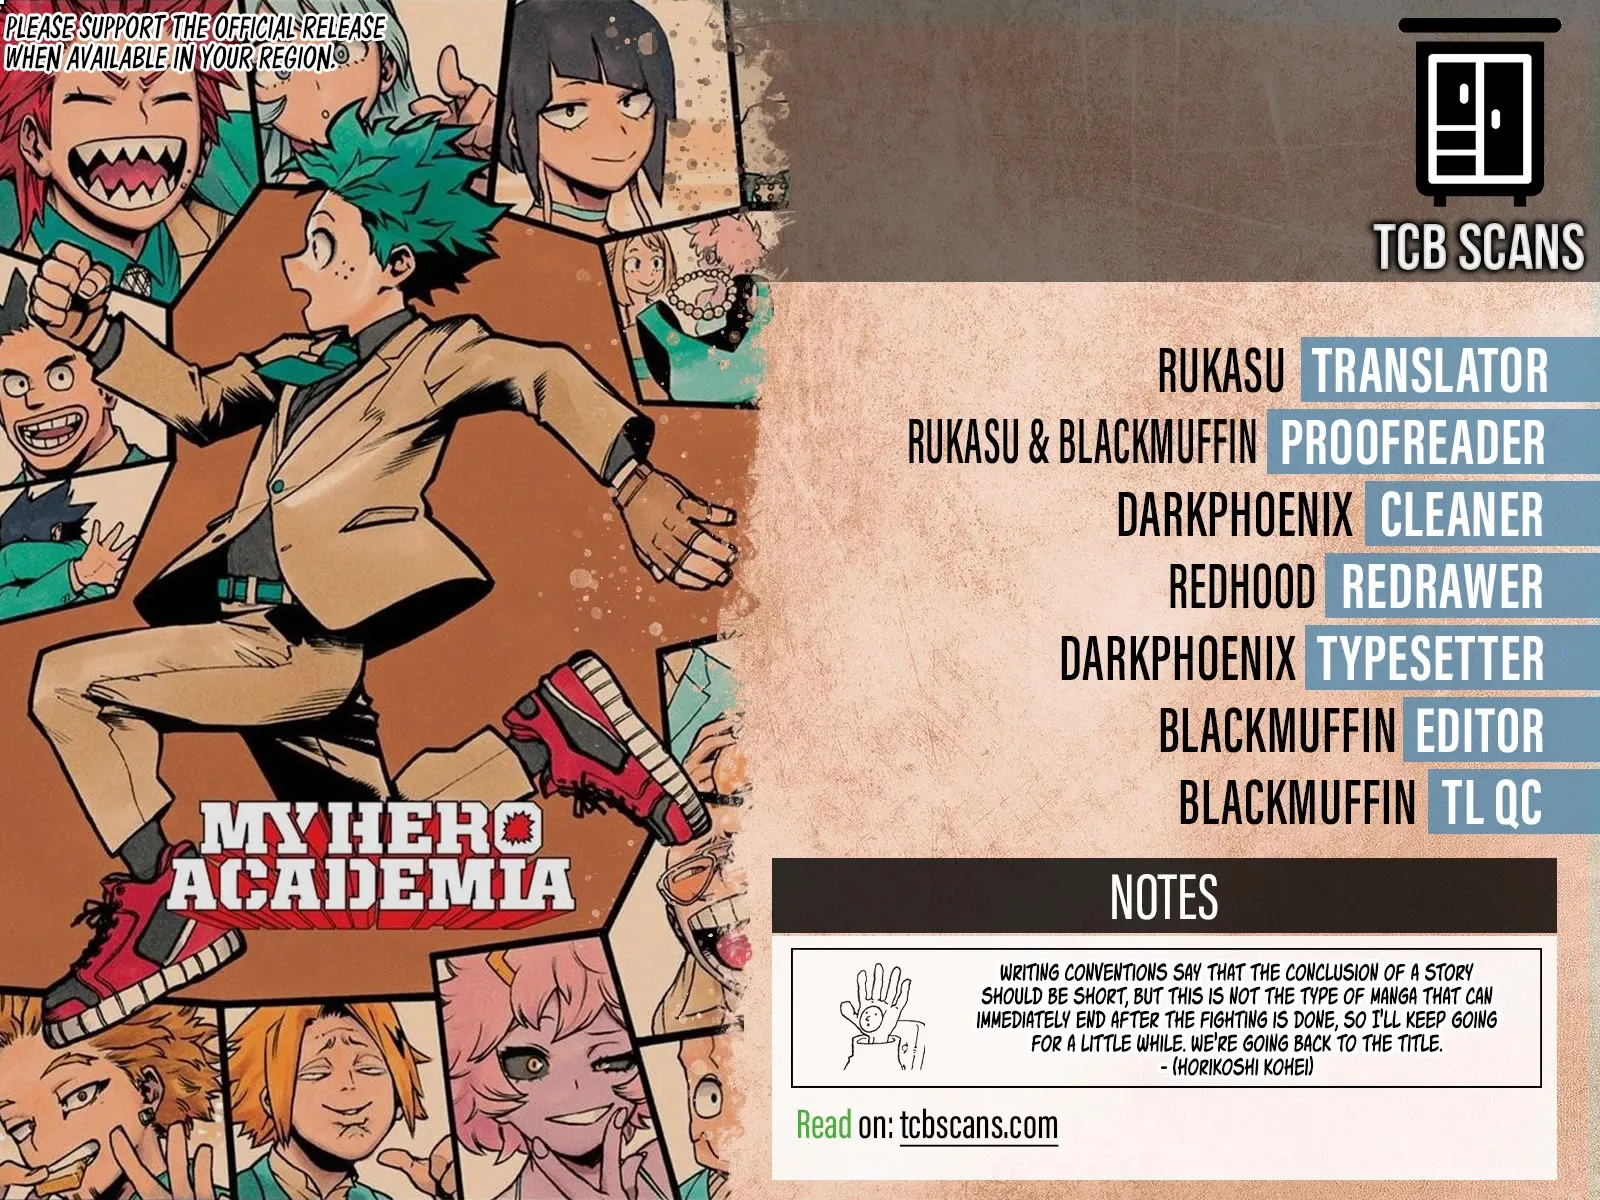 PLEASE SUPPORT THE OFFICIAL RELEASE
WHEN AVAILABLE IN YOUR REGION.
TCB SCANS
RUKASU TRANSLATOR
RUKASU & BLACKMUFFIN PROOFREADER
DARKPHOENIX CLEANER
REDHOOD REDRAWER
DARKPHOENIX TYPESETTER
BLACKMUFFIN EDITOR
BLACKMUFFIN TL QC
MY HERO
ACADEMIA
NOTES
WRITING CONVENTIONS SAY THAT THE CONCLUSION OF A STORY
SHOULD BE SHORT, BUT THIS IS NOT THE TYPE OF MANGA THAT CAN
IMMEDIATELY END AFTER THE FIGHTING IS DONE, SO I'LL KEEP GOING
FOR A LITTLE WHILE. WE'RE GOING BACK TO THE TITLE.
- (HORIKOSHI KOHEI)
Read on: tcbscans.com